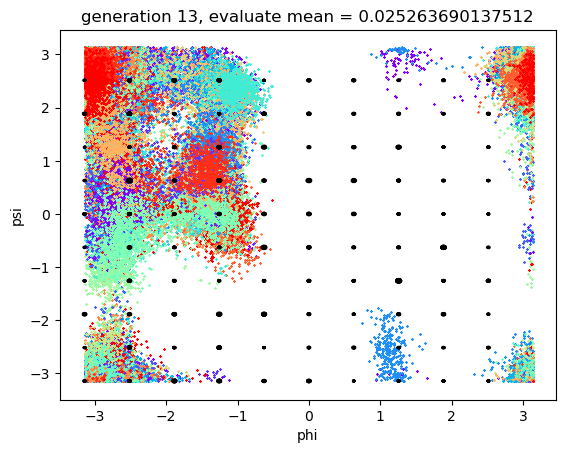 generation 13, evaluate mean = 0.025263690137512
3
2
1
0
−1
−2
−3
psi
−3 −2 −1 0 1 2 3
phi